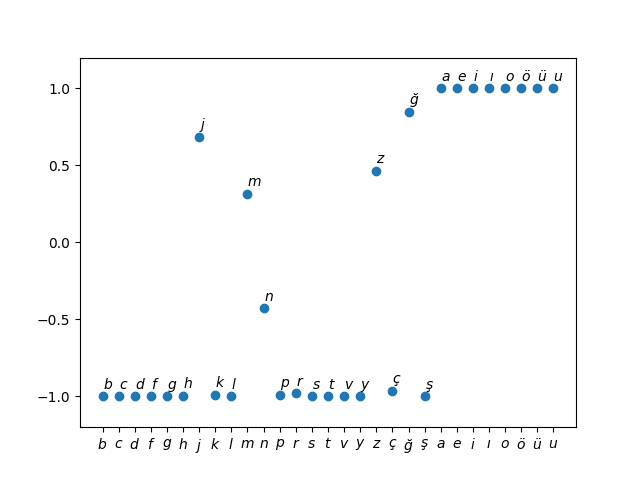 1.0
0.5
0.0
−0.5
−1.0
a e i ı o ö ü u
ğ
j
z
m
n
b c d f g h k l p r s t v y ç ş
b c d f g h j k l m n p r s t v y z ç ğ ş a e i ı o ö ü u